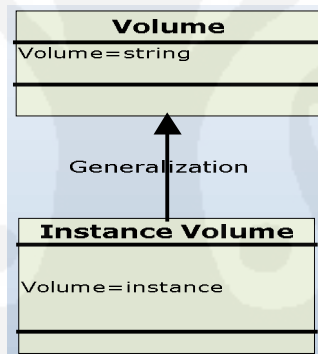 Volume
Volume=string
Generalization
Instance Volume
Volume=instance